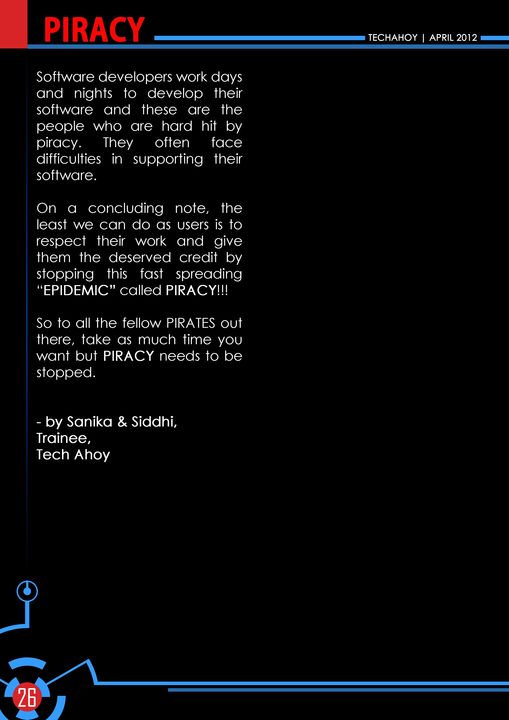 PIRACY
TECHAHOY | APRIL 2012
Software developers work days
and nights to develop their
software and these are the
people who are hard hit by
piracy. They often face
difficulties in supporting their
software.
On a concluding note, the
least we can do as users is to
respect their work and give
them the deserved credit by
stopping this fast spreading
“EPIDEMIC” called PIRACY!!!
So to all the fellow PIRATES out
there, take as much time you
want but PIRACY needs to be
stopped.
- by Sanika & Siddhi,
Trainee,
Tech Ahoy
26